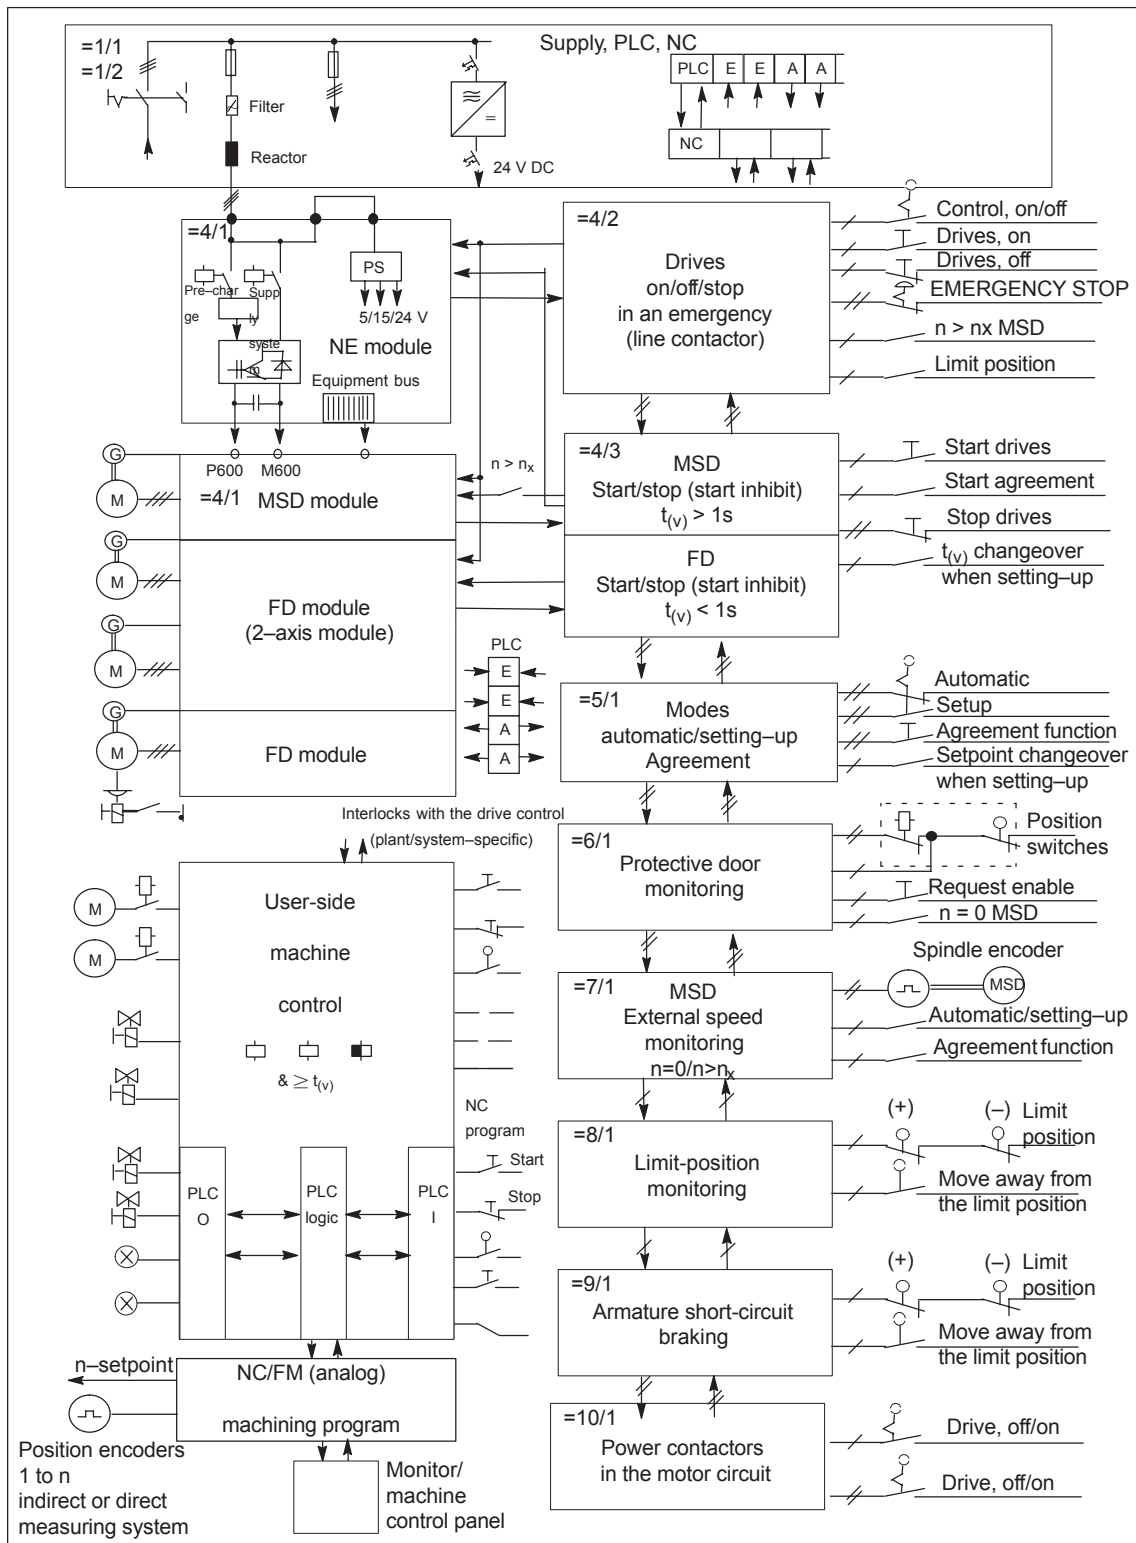 =1/1
=1/2
Supply, PLC, NC
PLC E E A A
NC
Filter
Reactor
24 V DC
=4/1
PS
Pre–char
ge
Supp
ly
syste
m
5/15/24 V
NE module
Equipment bus
P600 M600
=4/2
Drives
on/off/stop
in an emergency
(line contactor)
Control, on/off
Drives, on
Drives, off
EMERGENCY STOP
n > nx MSD
Limit position
G
M
=4/1
MSD module
n > nx
=4/3
MSD
Start/stop (start inhibit)
t(v) > 1s
FD
Start/stop (start inhibit)
t(v) < 1s
Start drives
Start agreement
Stop drives
t(v) changeover
when setting–up
G
M
FD module
(2–axis module)
G
M
G
M
FD module
PLC
E
E
A
A
=5/1
Modes
automatic/setting–up
Agreement
Automatic
Setup
Agreement function
Setpoint changeover
when setting–up
Interlocks with the drive control
(plant/system–specific)
=6/1
Protective door
monitoring
Position
switches
Request enable
n = 0 MSD
M
M
User-side
machine
control
& ≥ t(v)
=7/1
MSD
External speed
monitoring
n=0/n>nx
Spindle encoder
MSD
Automatic/setting–up
Agreement function
NC
program
Start
Stop
PLC
O
PLC
logic
PLC
I
=8/1
Limit-position
monitoring
(+) (–) Limit
position
Move away from
the limit position
=9/1
Armature short-circuit
braking
(+) (–) Limit
position
Move away from
the limit position
n–setpoint
NC/FM (analog)
machining program
Position encoders
1 to n
indirect or direct
measuring system
Monitor/
machine
control panel
=10/1
Power contactors
in the motor circuit
Drive, off/on
Drive, off/on